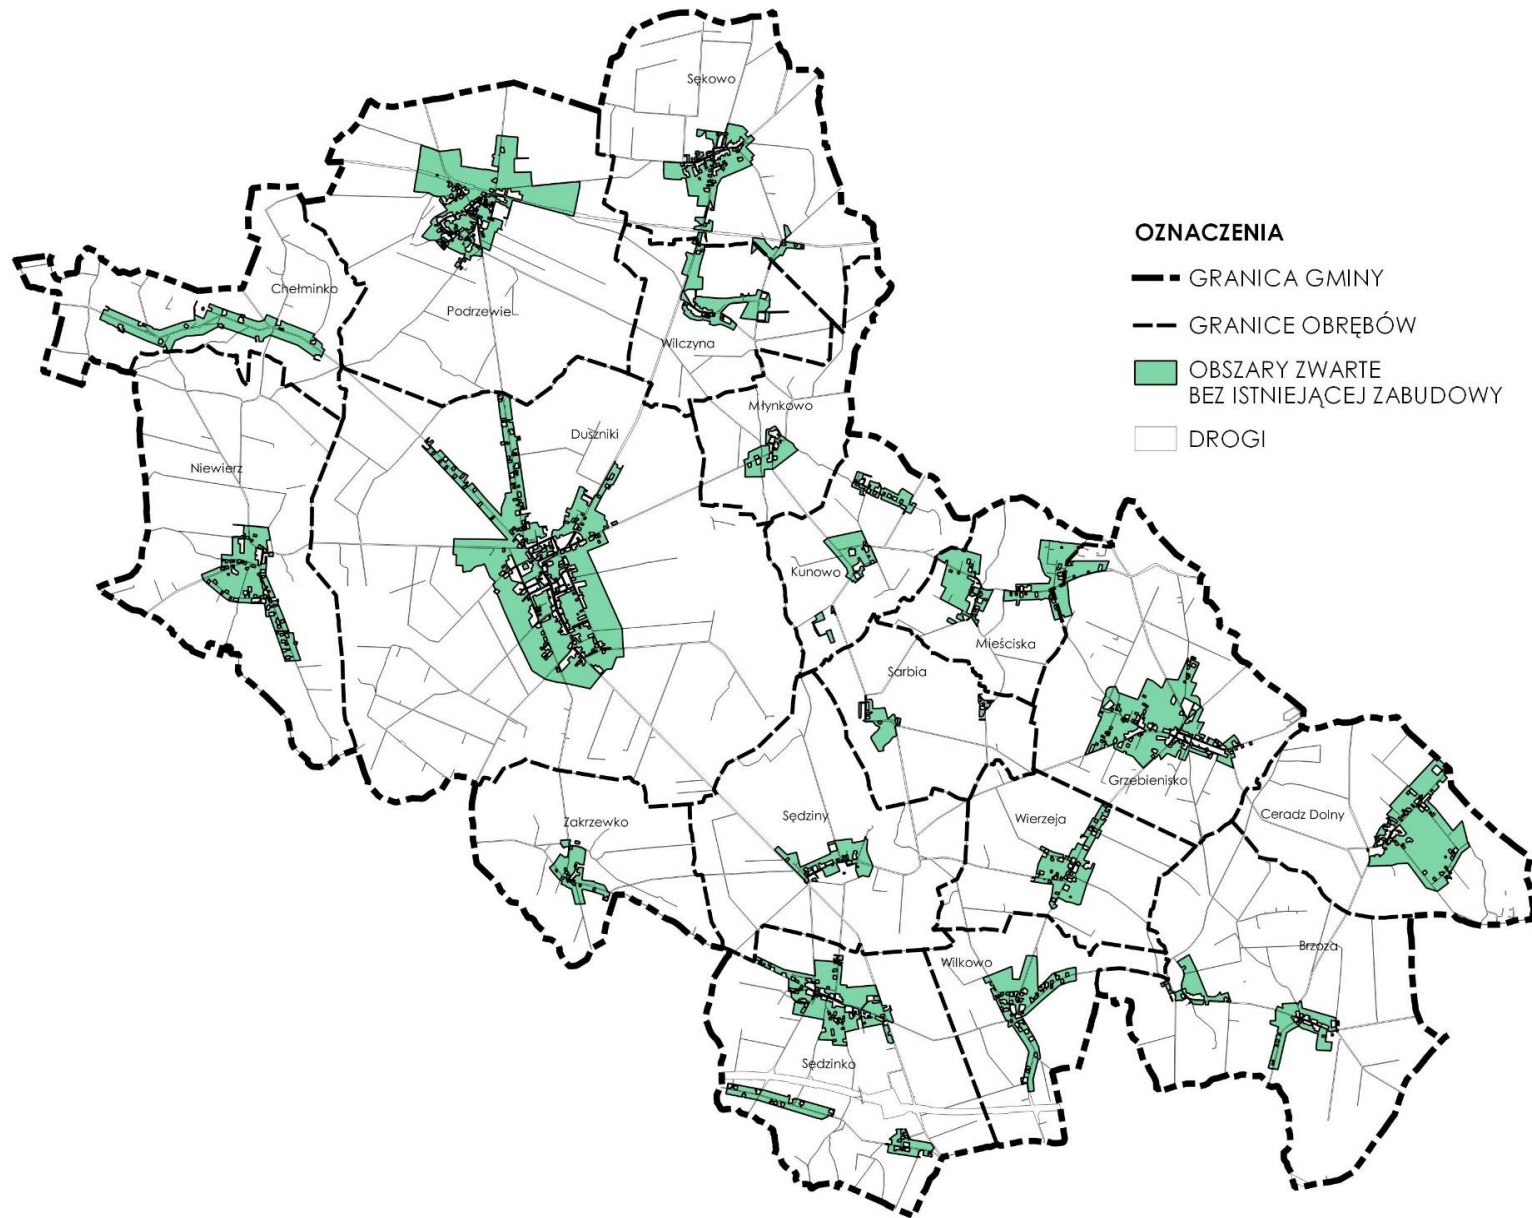 Sękowo
OZNACZENIA
GRANICA GMINY
Chełminko
Podrzewie
GRANICE OBRĘBÓW
Wilczyna
OBSZARY ZWARTE
BEZ ISTNIEJĄCEJ ZABUDOWY
Młynkowo
Duszniki
DROGI
Niewierz
Kunowo
Mieściska
Sarbia
Grzebienisko
Ceradz Dolny
Sędziny
Wierzeja
Zakrzewko
Brzoza
Wilkowo
Sędzinko